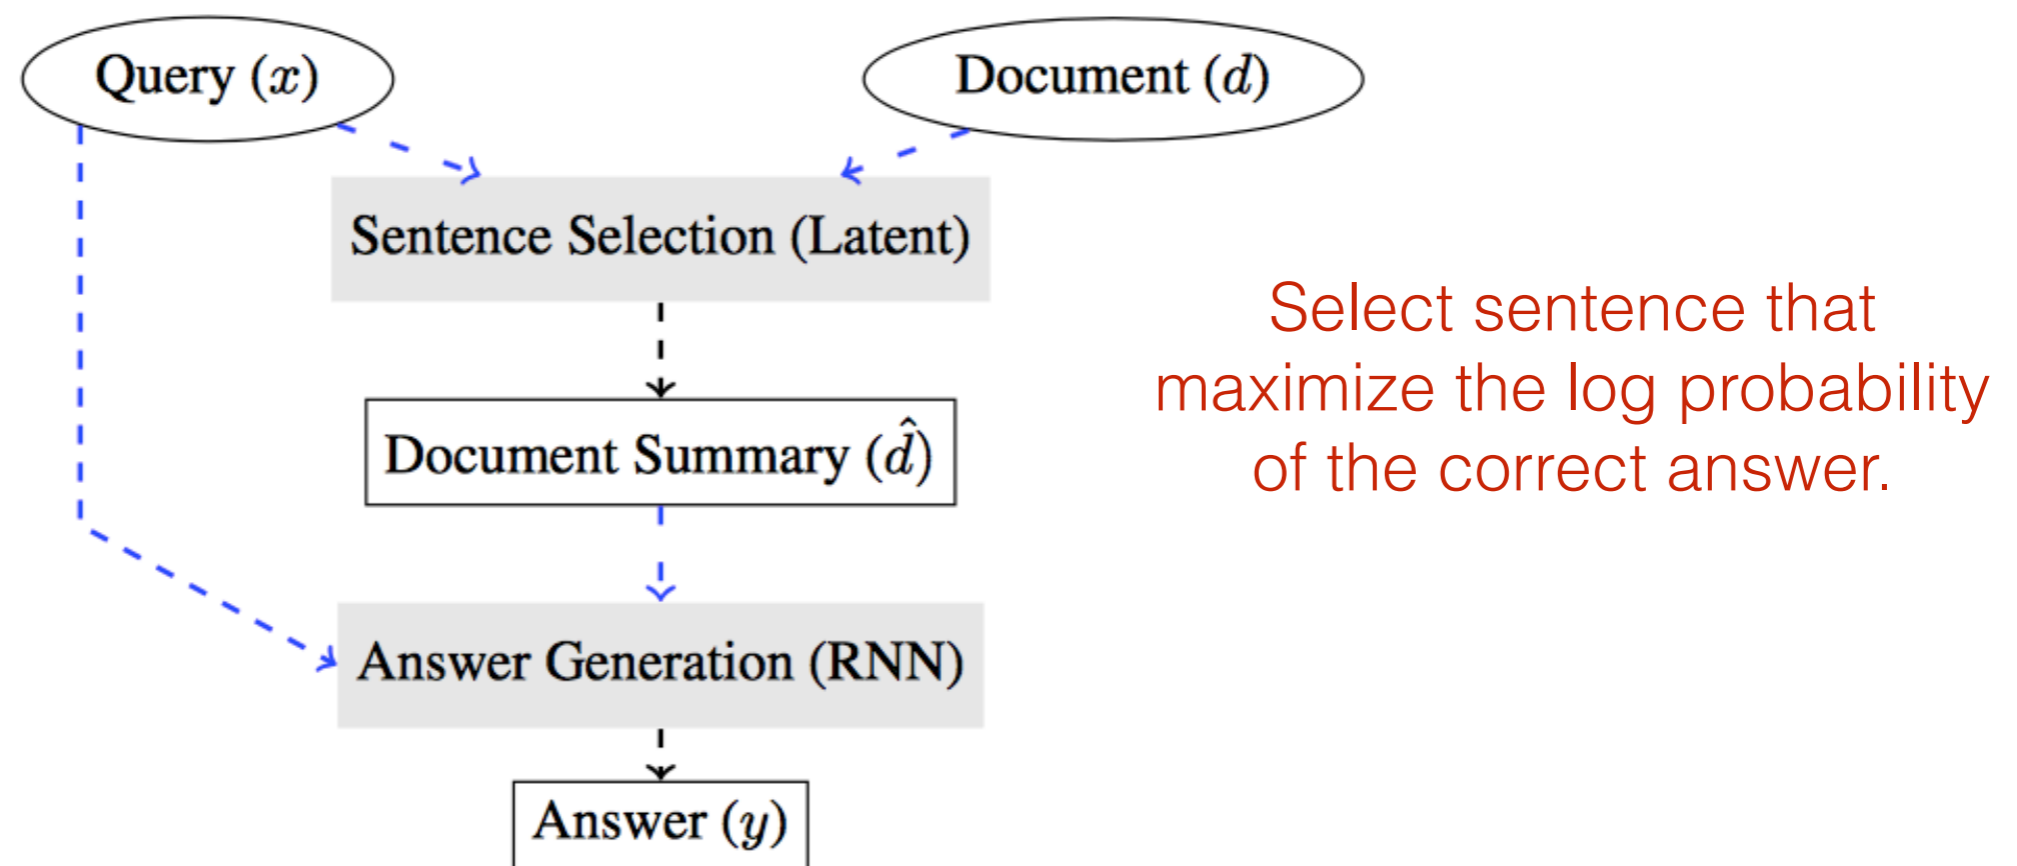 Query (x)
Document (d)
Sentence Selection (Latent)
Select sentence that
maximize the log probability
of the correct answer.
Document Summary (d̂)
Answer Generation (RNN)
Answer (y)